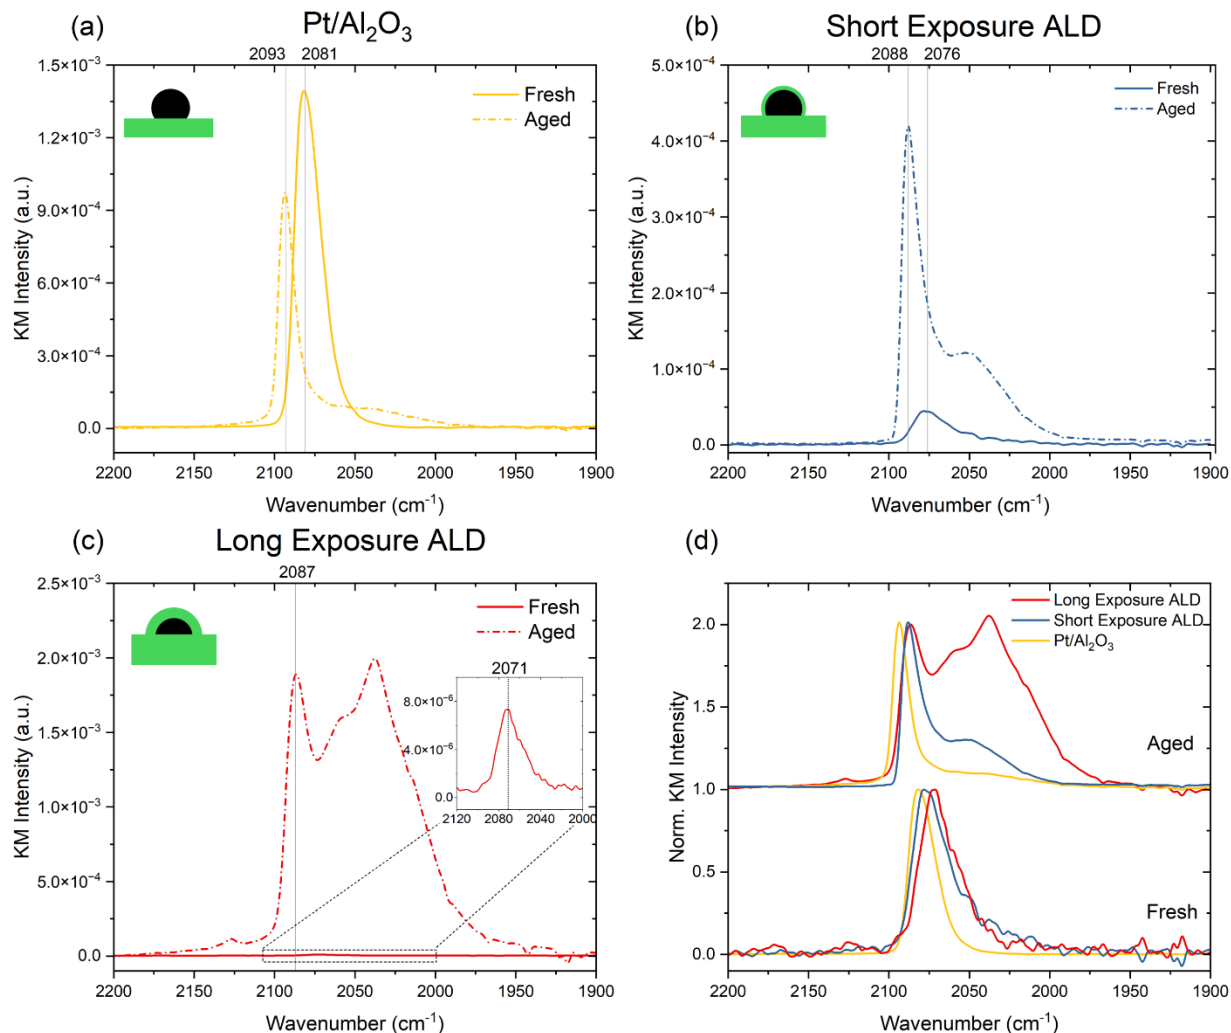 (a) Pt/Al₂O₃
2093 2081
1.5×10⁻³
1.2×10⁻³
9.0×10⁻⁴
6.0×10⁻⁴
3.0×10⁻⁴
0.0
KM Intensity (a.u.)
Fresh
Aged
2200 2150 2100 2050 2000 1950 1900
Wavenumber (cm⁻¹)
(b) Short Exposure ALD
2088 2076
5.0×10⁻⁴
4.0×10⁻⁴
3.0×10⁻⁴
2.0×10⁻⁴
1.0×10⁻⁴
0.0
KM Intensity (a.u.)
Fresh
Aged
2200 2150 2100 2050 2000 1950 1900
Wavenumber (cm⁻¹)
(c) Long Exposure ALD
2087
2.5×10⁻³
2.0×10⁻³
1.5×10⁻³
1.0×10⁻³
5.0×10⁻⁴
0.0
KM Intensity (a.u.)
Fresh
Aged
2071
8.0×10⁻⁶
4.0×10⁻⁶
0.0
2120 2080 2040 2000
2200 2150 2100 2050 2000 1950 1900
Wavenumber (cm⁻¹)
(d)
Long Exposure ALD
Short Exposure ALD
Pt/Al₂O₃
2.0
1.5
1.0
0.5
0.0
Norm. KM Intensity
Aged
Fresh
2200 2150 2100 2050 2000 1950 1900
Wavenumber (cm⁻¹)